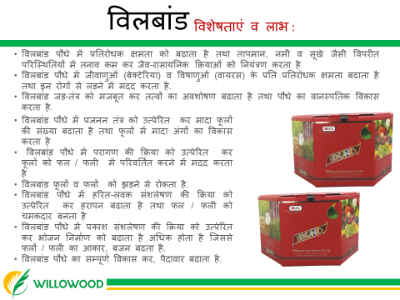 विलबांड विशेषताएं व लाभ :
• विलबांड पौधे में प्रतिरोधक क्षमता को बढाता है तथा तापमान, नमी व सूखे जैसी विपरीत
परिस्थितियों में तनाव कम कर जैव-रासायनिक क्रियाओं को नियंत्रण करता है
• विलबांड पौधे में जीवाणुओं (बेक्टेरिया) व विषाणुओं (वायरस) के प्रति प्रतिरोधक क्षमता बढाता है
तथा इन रोगों से लड़ने में मदद करता है.
• विलबांड जड़-तंत्र को मजबूत कर तत्वों का अवशोषण बढाता है तथा पौधे का वानस्पतिक विकास
करता है.
• विलबांड पौधे में प्रजनन तंत्र को उत्प्रेरित कर मादा फूलों
की संख्या बढाता है तथा फूलों में मादा अंगों का विकास
करता है
• विलबांड पौधे में परागण की क्रिया को उत्प्रेरित कर
फूलों को फल / फली में परिवर्तित करने में मदद करता
है
• विलबांड फूलों व फलों को झड़ने से रोकता है.
• विलबांड पौधे में हरित-लवक संशलेषण की क्रिया को
उत्प्रेरित कर हरापन बढाता है तथा फल / फली को
चमकदार बनता है
• विलबांड पौधे में प्रकाश संशलेषण की क्रिया को उत्प्रेरित
कर भोजन निर्माण को बढाता है अधिक होता है जिससे
फलों / फली का आकार, बजन बढता है.
• विलबांड पौधे का सम्पूर्ण विकास कर, पैदावार बढाता है.
WILLOWOOD